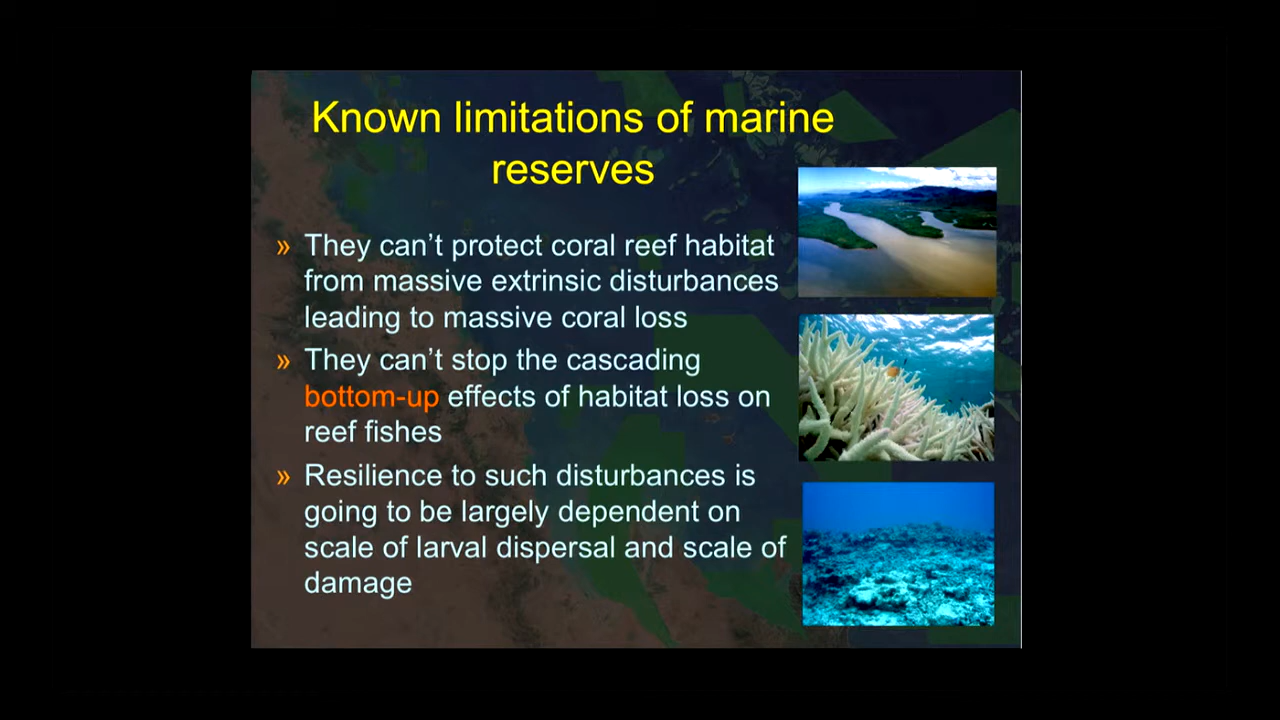 Known limitations of marine
reserves
» They can't protect coral reef habitat
from massive extrinsic disturbances
leading to massive coral loss
» They can't stop the cascading
bottom-up effects of habitat loss on
reef fishes
» Resilience to such disturbances is
going to be largely dependent on
scale of larval dispersal and scale of
damage